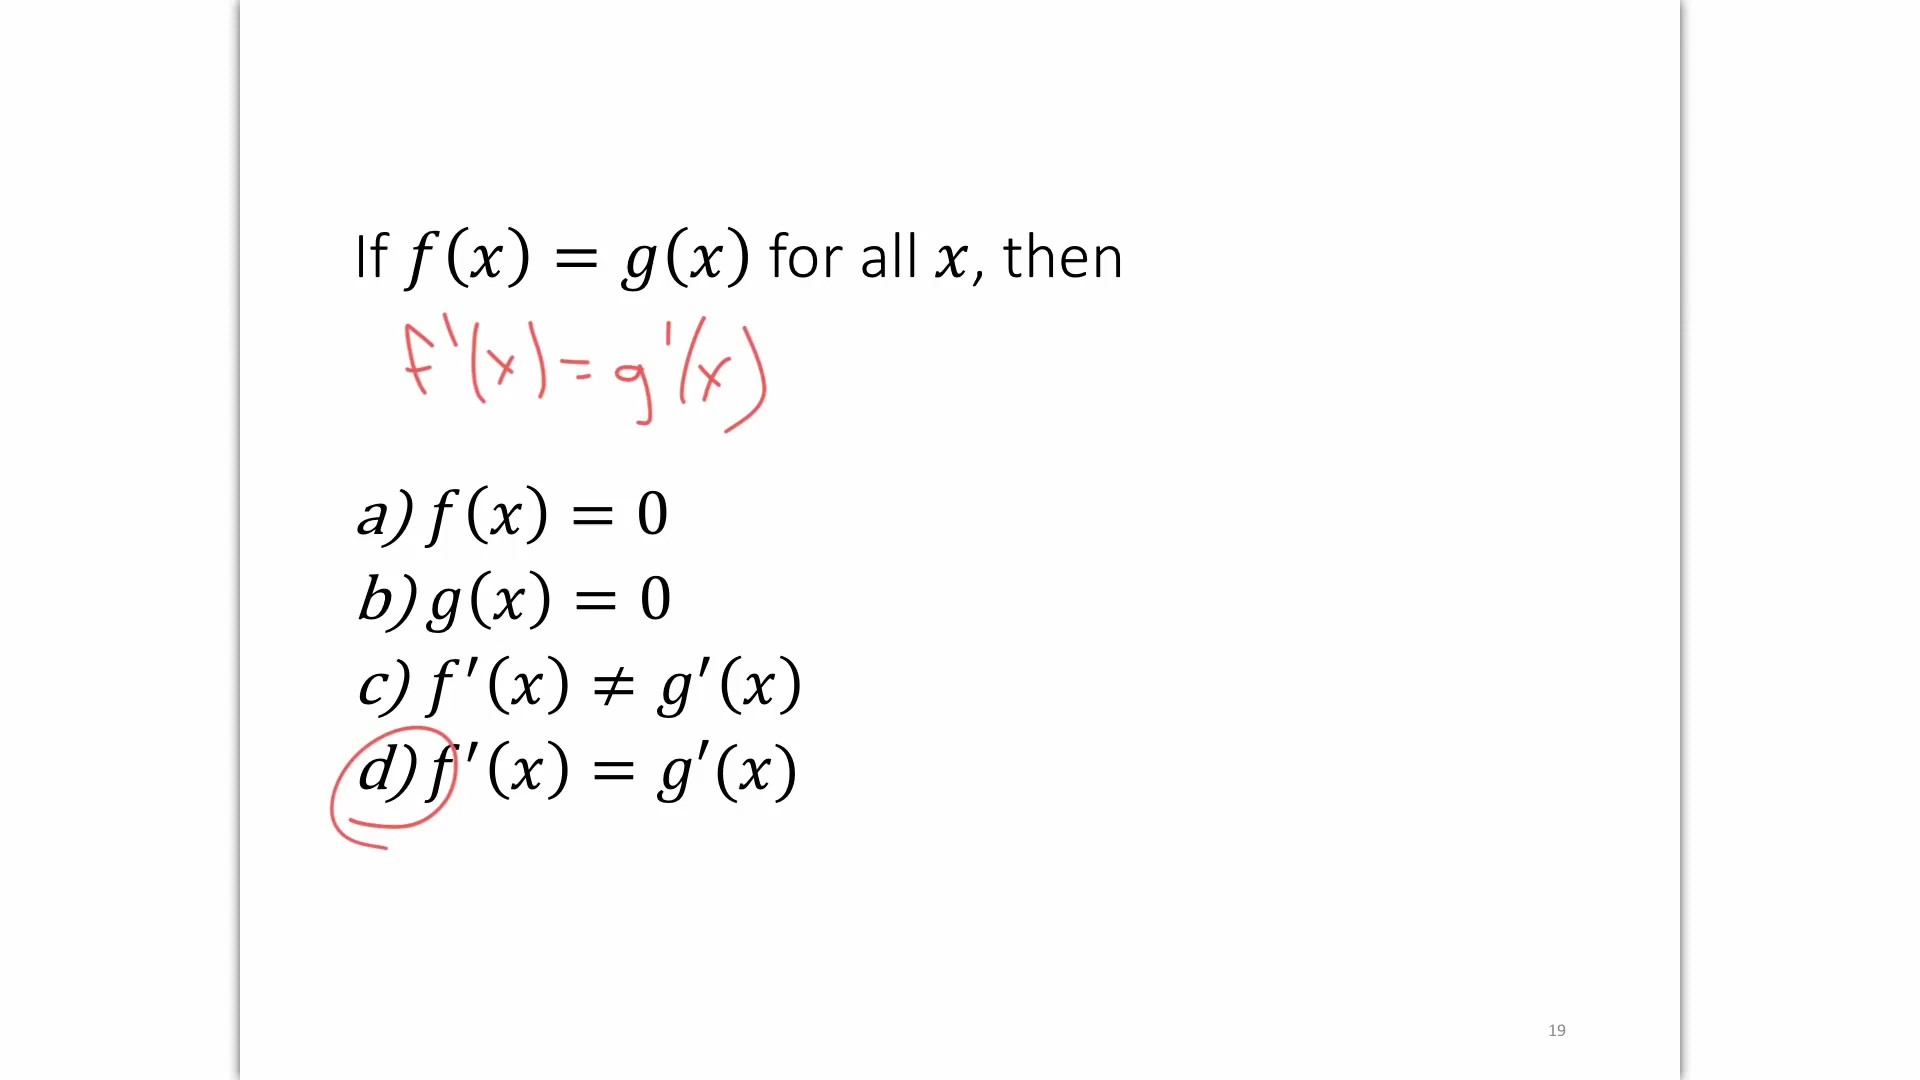 If f(x) = g(x) for all x, then
f'(x) = g'(x)
a) f(x) = 0
b) g(x) = 0
c) f′(x) ≠ g′(x)
d) f′(x) = g′(x)
19